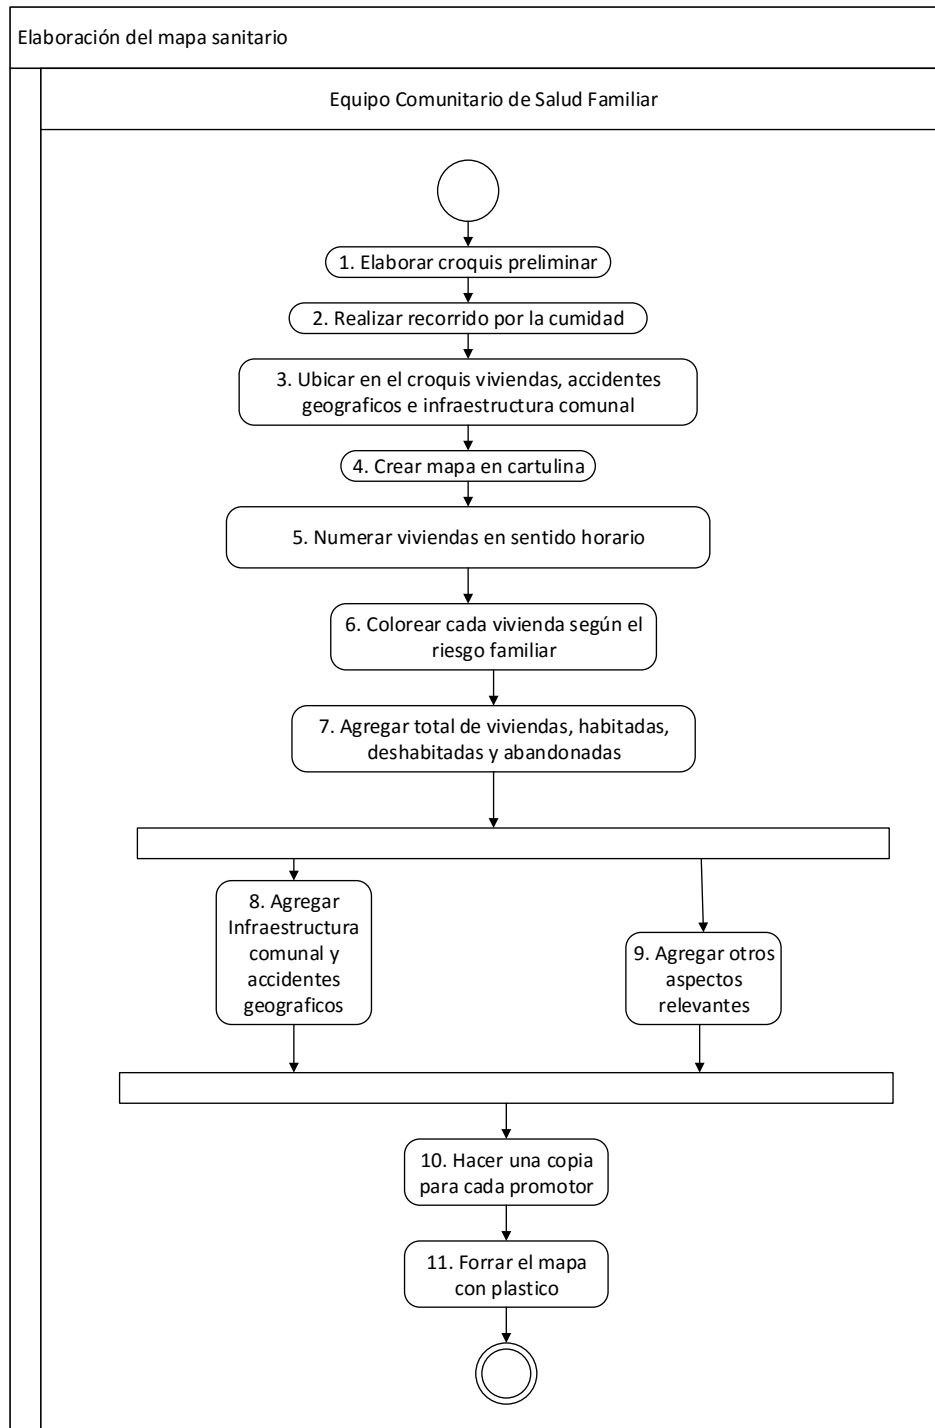 Elaboración del mapa sanitario
Equipo Comunitario de Salud Familiar
1. Elaborar croquis preliminar
2. Realizar recorrido por la cumidad
3. Ubicar en el croquis viviendas, accidentes
geograficos e infraestructura comunal
4. Crear mapa en cartulina
5. Numerar viviendas en sentido horario
6. Colorear cada vivienda según el
riesgo familiar
7. Agregar total de viviendas, habitadas,
deshabitadas y abandonadas
8. Agregar
Infraestructura
comunal y
accidentes
geograficos
9. Agregar otros
aspectos
relevantes
10. Hacer una copia
para cada promotor
11. Forrar el mapa
con plastico